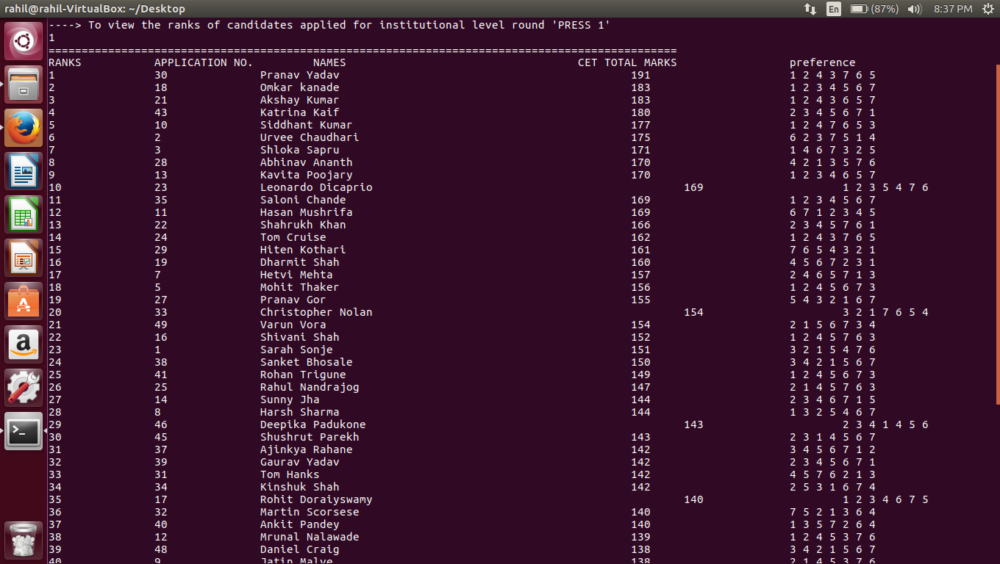 rahil@rahil-VirtualBox: ~/Desktop En (87%) 8:37 PM
----> To view the ranks of candidates applied for institutional level round 'PRESS 1'
1
===============================================================================================
RANKS APPLICATION NO. NAMES CET TOTAL MARKS preference
1 30 Pranav Yadav 191 1 2 4 3 7 6 5
2 18 Omkar kanade 183 1 2 3 4 5 6 7
3 21 Akshay Kumar 183 1 2 4 3 6 5 7
4 43 Katrina Kaif 180 2 3 4 5 6 7 1
5 10 Siddhant Kumar 177 1 2 4 7 6 5 3
6 2 Urvee Chaudhari 175 6 2 3 7 5 1 4
7 3 Shloka Sapru 171 1 4 6 7 3 2 5
8 28 Abhinav Ananth 170 4 2 1 3 5 7 6
9 13 Kavita Poojary 170 1 2 3 4 6 5 7
10 23 Leonardo Dicaprio 169 1 2 3 5 4 7 6
11 35 Saloni Chande 169 1 2 3 4 5 6 7
12 11 Hasan Mushrifa 169 6 7 1 2 3 4 5
13 22 Shahrukh Khan 166 2 3 4 5 7 6 1
14 24 Tom Cruise 162 1 2 4 3 7 6 5
15 29 Hiten Kothari 161 7 6 5 4 3 2 1
16 19 Dharmit Shah 160 4 5 6 7 2 3 1
17 7 Hetvi Mehta 157 2 4 6 5 7 1 3
18 5 Mohit Thaker 156 1 2 4 5 6 7 3
19 27 Pranav Gor 155 5 4 3 2 1 6 7
20 33 Christopher Nolan 154 3 2 1 7 6 5 4
21 49 Varun Vora 154 2 1 5 6 7 3 4
22 16 Shivani Shah 152 1 2 4 5 7 6 3
23 1 Sarah Sonje 151 3 2 1 5 4 7 6
24 38 Sanket Bhosale 150 3 4 2 1 5 6 7
25 41 Rohan Trigune 149 1 2 4 5 6 7 3
26 25 Rahul Nandrajog 147 2 1 4 5 7 6 3
27 14 Sunny Jha 144 2 3 4 6 7 1 5
28 8 Harsh Sharma 144 1 3 2 5 4 6 7
29 46 Deepika Padukone 143 2 3 4 1 4 5 6
30 45 Shushrut Parekh 143 2 3 1 4 5 6 7
31 37 Ajinkya Rahane 142 3 4 5 6 7 1 2
32 39 Gaurav Yadav 142 2 3 4 5 6 7 1
33 31 Tom Hanks 142 4 5 7 6 2 1 3
34 34 Kinshuk Shah 142 2 5 3 1 6 7 4
35 17 Rohit Doraiyswamy 140 1 2 3 4 6 7 5
36 32 Martin Scorsese 140 7 5 2 1 3 6 4
37 40 Ankit Pandey 140 1 3 5 7 2 6 4
38 12 Mrunal Nalawade 139 1 2 4 5 3 7 6
39 48 Daniel Craig 138 3 4 2 1 5 6 7
40 9 Jatin Malve 138 2 1 4 5 3 7 6